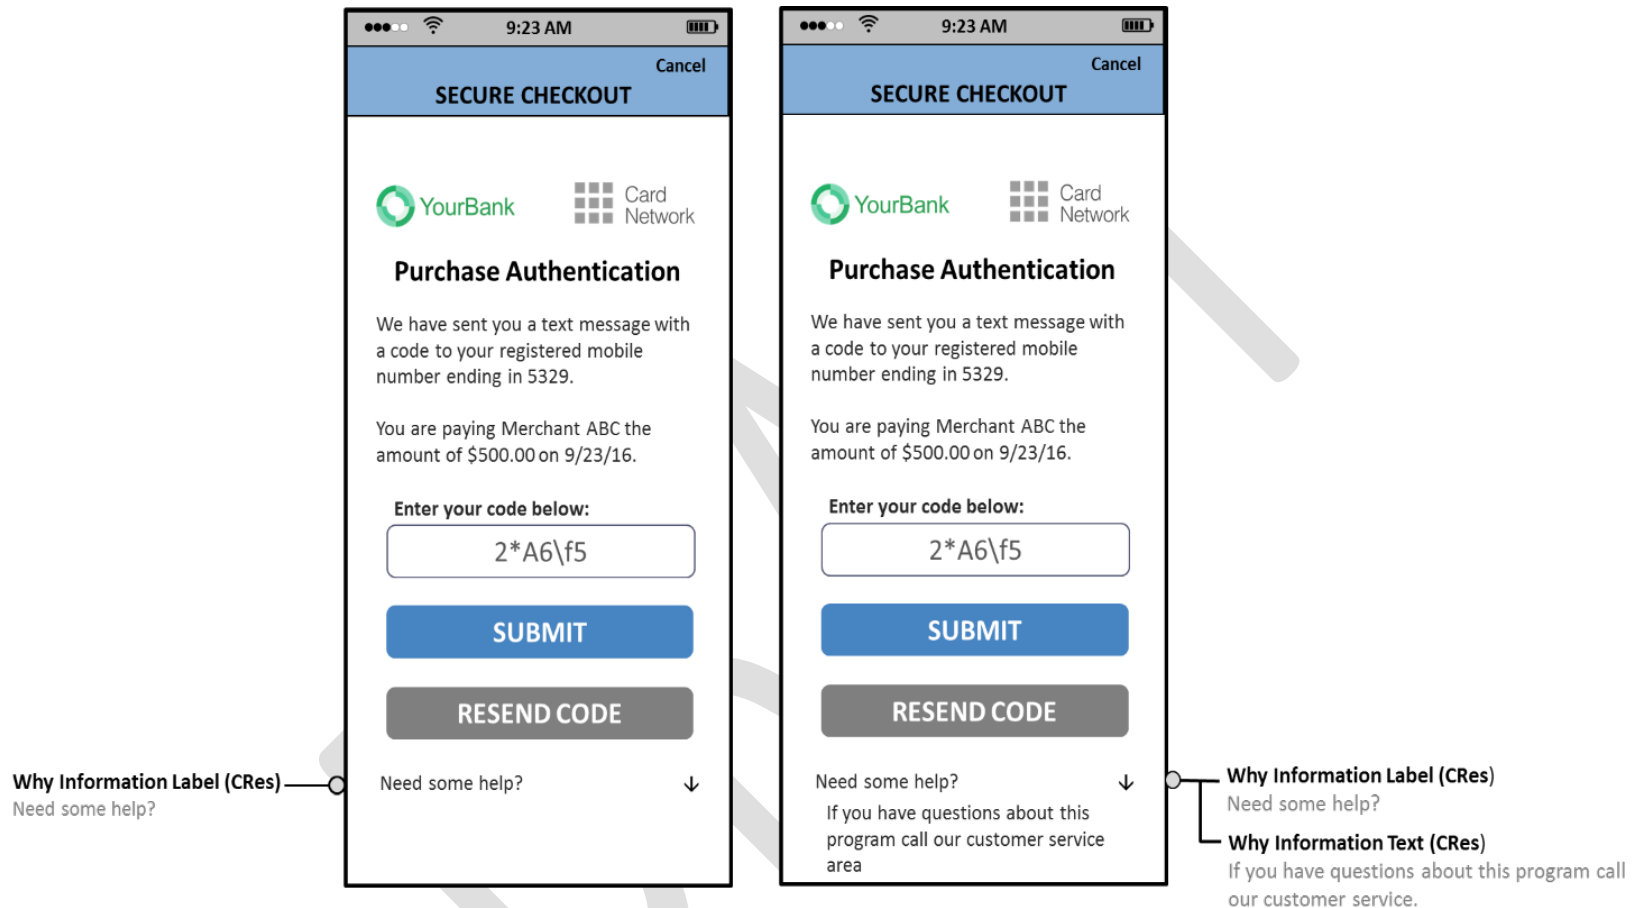 9:23 AM
Cancel
SECURE CHECKOUT
YourBank
Card
Network
Purchase Authentication
We have sent you a text message with
a code to your registered mobile
number ending in 5329.
You are paying Merchant ABC the
amount of $500.00 on 9/23/16.
Enter your code below:
2*A6\f5
SUBMIT
RESEND CODE
Need some help?
Why Information Label (CRes)
Need some help?
9:23 AM
Cancel
SECURE CHECKOUT
YourBank
Card
Network
Purchase Authentication
We have sent you a text message with
a code to your registered mobile
number ending in 5329.
You are paying Merchant ABC the
amount of $500.00 on 9/23/16.
Enter your code below:
2*A6\f5
SUBMIT
RESEND CODE
Need some help?
If you have questions about this
program call our customer service
area
Why Information Label (CRes)
Need some help?
Why Information Text (CRes)
If you have questions about this program call
our customer service.